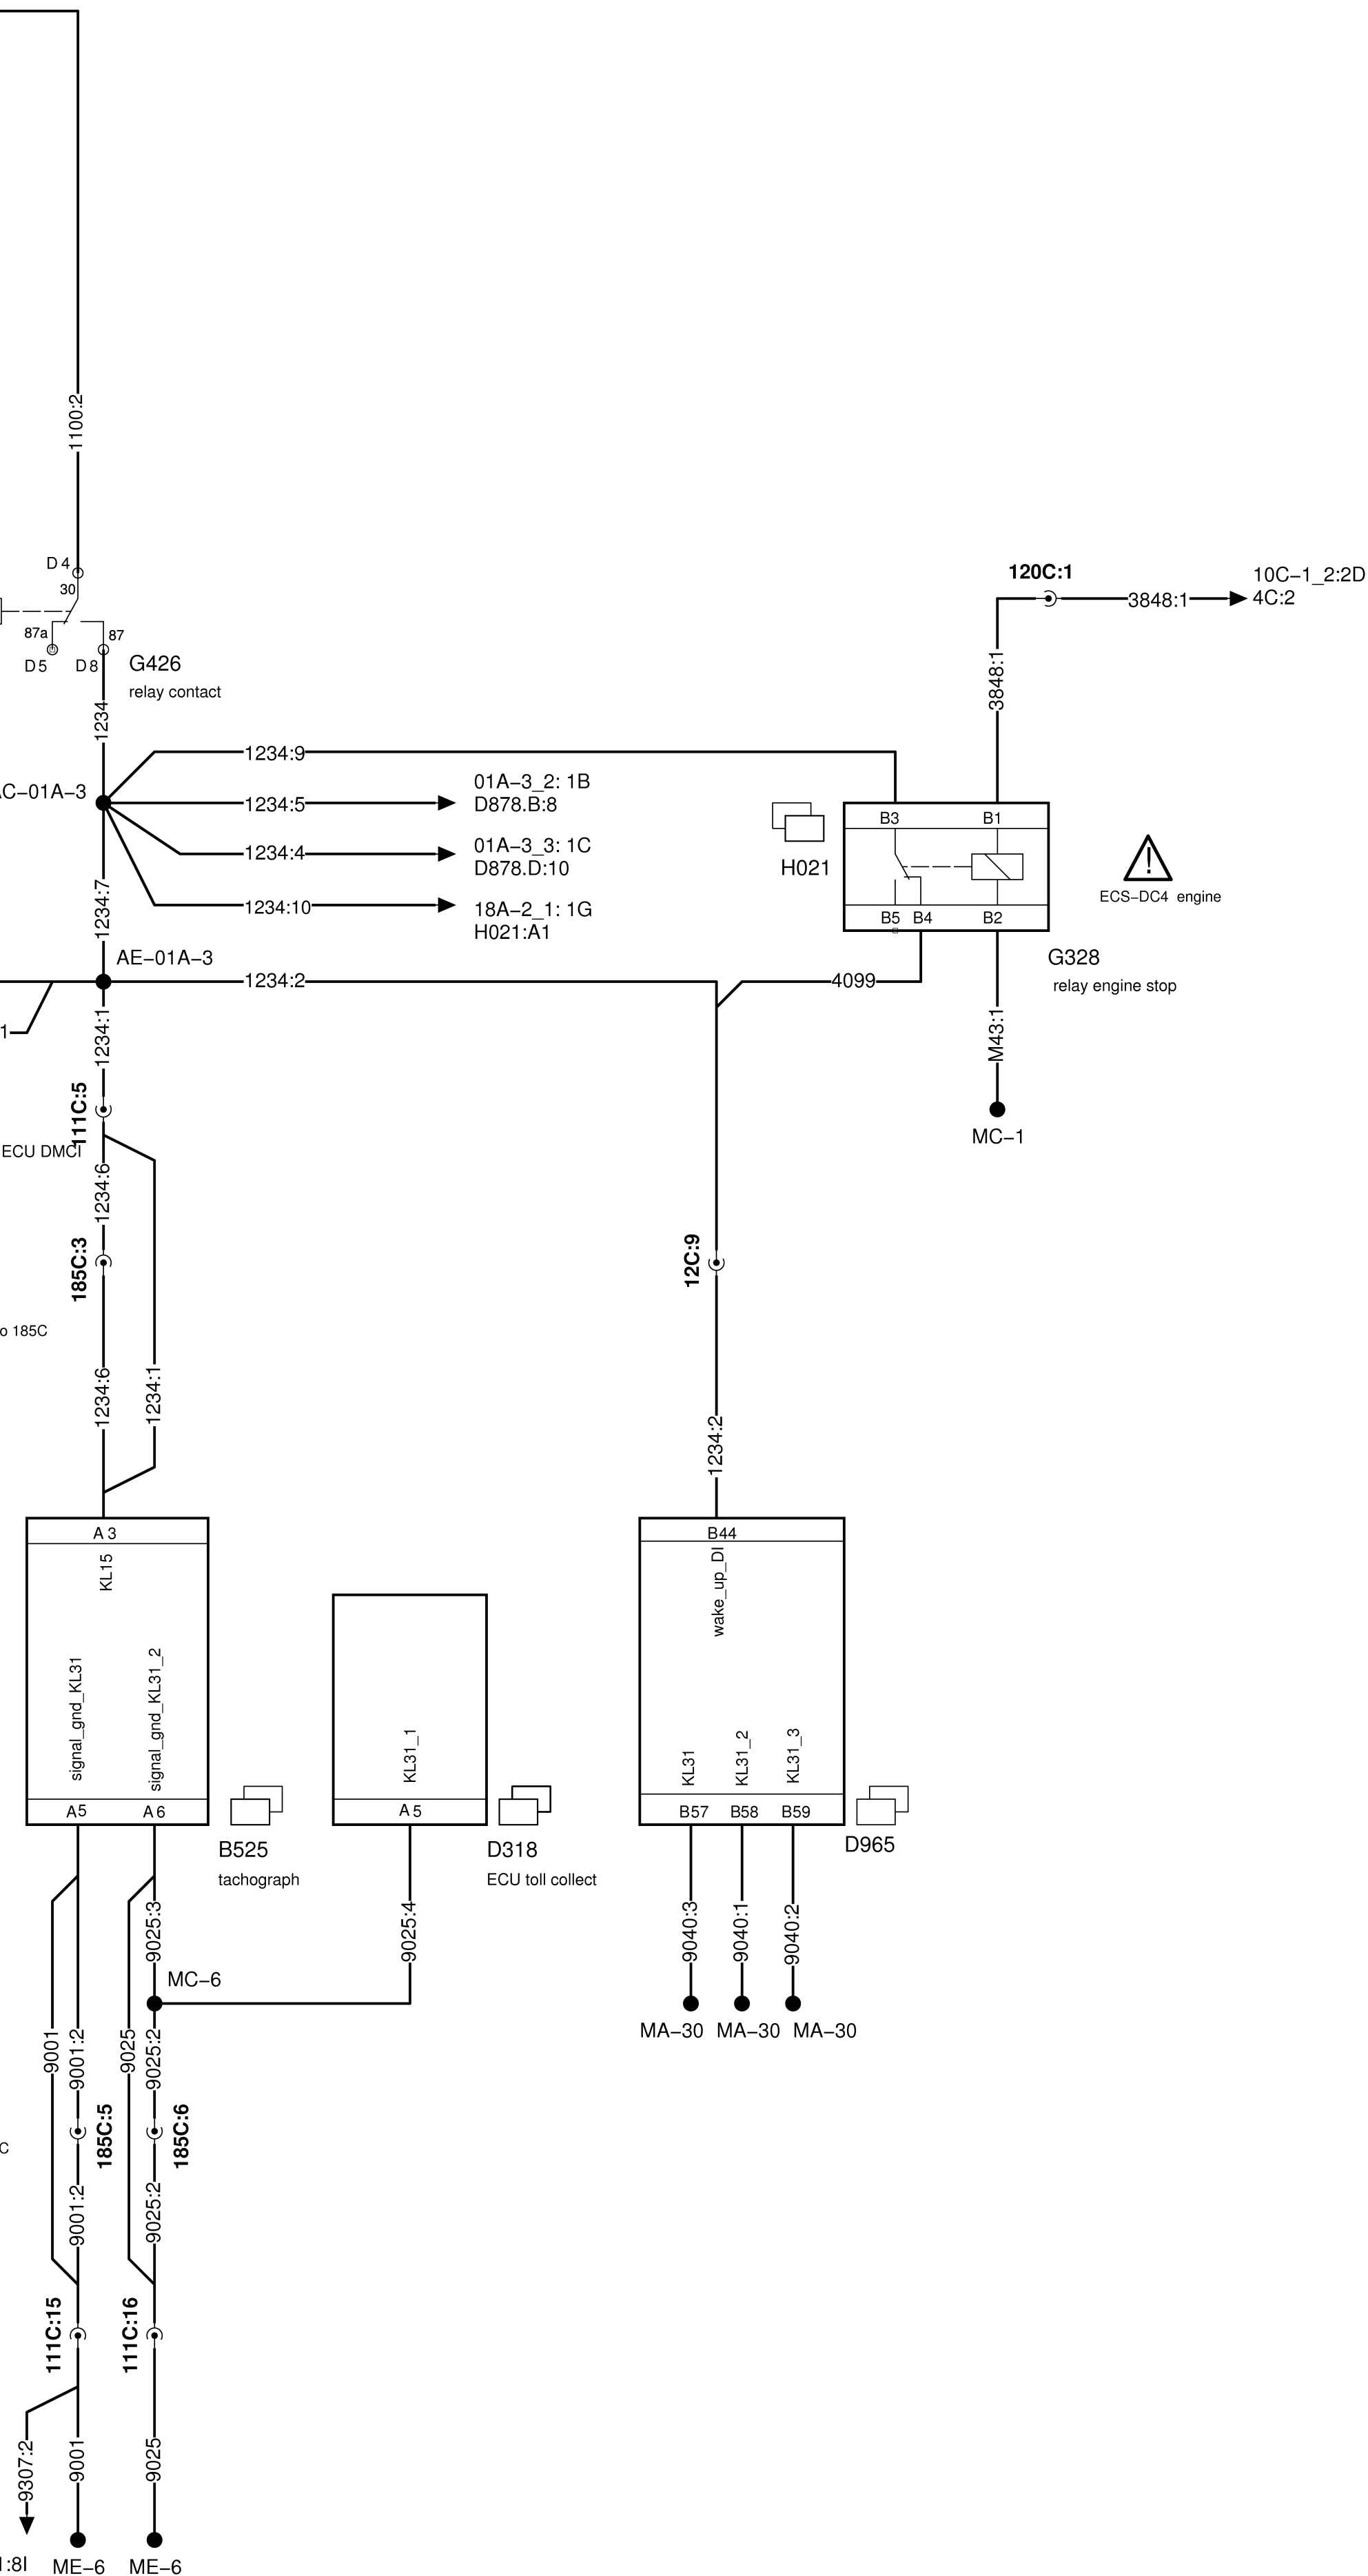 1100:2
D4
30
87a
87
D5
D8
G426
relay contact
1234
120C:1
3848:1
10C-1_2:2D
4C:2
3848:1
1234:9
AC-01A-3
1234:5
01A-3_2: 1B
D878.B:8
1234:4
01A-3_3: 1C
D878.D:10
1234:10
18A-2_1: 1G
H021:A1
H021
B3
B1
B5
B4
B2
ECS-DC4 engine
G328
relay engine stop
1234:7
AE-01A-3
1234:2
4099
1
1234:1
M43:1
MC-1
111C:5
ECU DMCI
1234:6
185C:3
12C:9
o 185C
1234:6
1234:1
1234:2
A3
KL15
signal_gnd_KL31
signal_gnd_KL31_2
A5
A6
B525
tachograph
KL31_1
A5
D318
ECU toll collect
B44
wake_up_DI
KL31
KL31_2
KL31_3
B57
B58
B59
D965
9025:3
9025:4
9040:3
9040:1
9040:2
MC-6
MA-30
MA-30
MA-30
9001
9001:2
9025
9025:2
185C:5
185C:6
C
9001:2
9025:2
111C:15
111C:16
9307:2
9001
9025
:8I
ME-6
ME-6